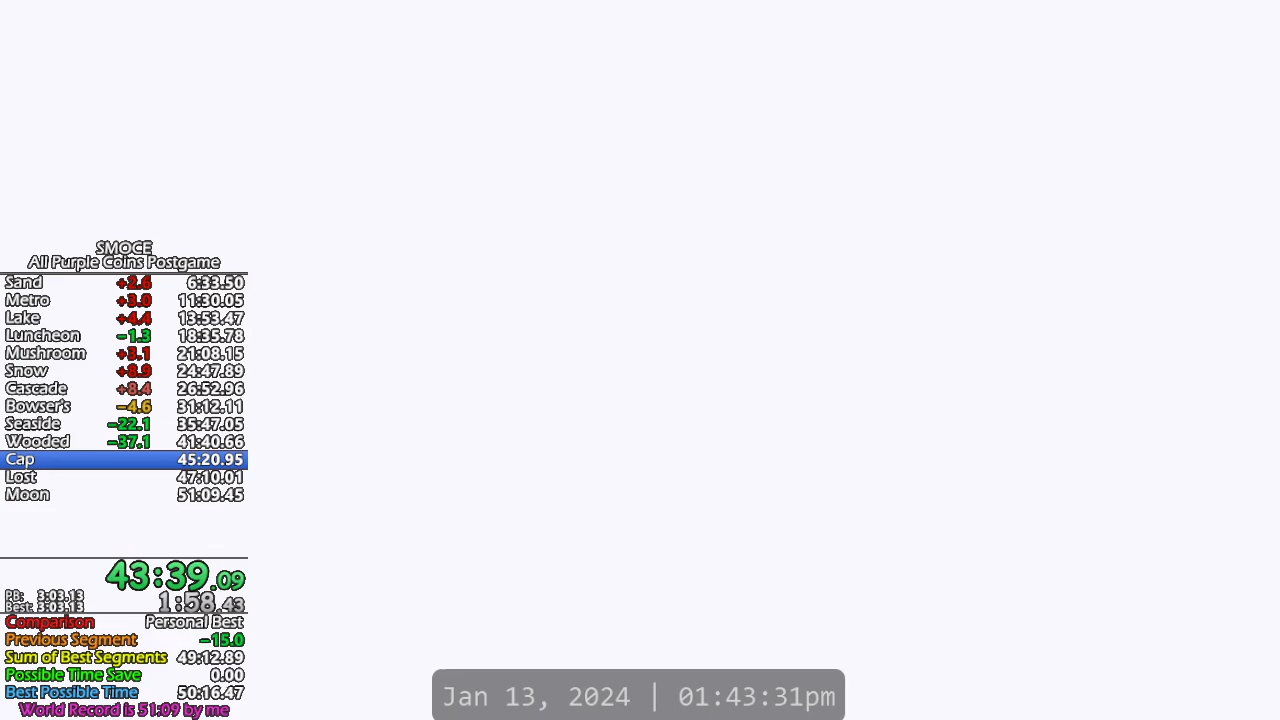 SMOCE
All Purple Coins Postgame
Sand +2.6 6:33.50
Metro +3.0 11:30.05
Lake +4.4 13:53.47
Luncheon −1.3 18:35.78
Mushroom +3.1 21:08.15
Snow +8.9 24:47.89
Cascade +8.4 26:52.96
Bowser's −4.6 31:12.11
Seaside −22.1 35:47.05
Wooded −37.1 41:40.66
Cap 45:20.95
Lost 47:10.01
Moon 51:09.45
43:39.09
PB: 3:03.13
Best: 3:03.13 1:58.43
Comparison Personal Best
Previous Segment −15.0
Sum of Best Segments 49:12.89
Possible Time Save 0.00
Best Possible Time 50:16.47
World Record is 51:09 by me
Jan 13, 2024 | 01:43:31pm